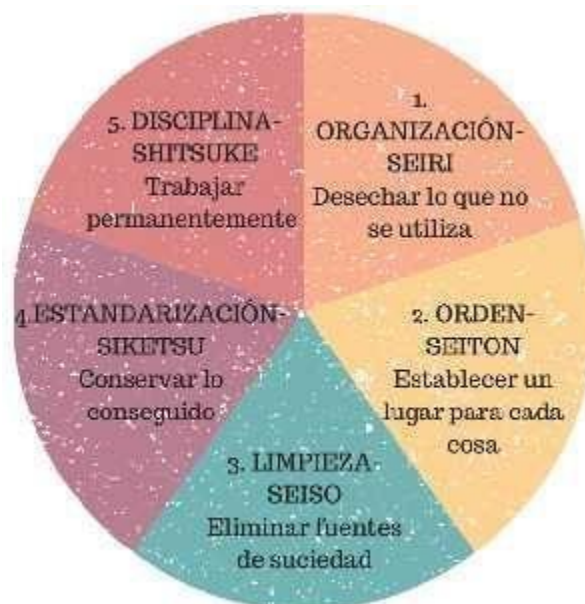 1.
ORGANIZACIÓN-
SEIRI
Desechar lo que no
se utiliza
2. ORDEN-
SEITON
Establecer un
lugar para cada
cosa
3. LIMPIEZA-
SEISO
Eliminar fuentes
de suciedad
4.ESTANDARIZACIÓN-
SIKETSU
Conservar lo
conseguido
5. DISCIPLINA-
SHITSUKE
Trabajar
permanentemente